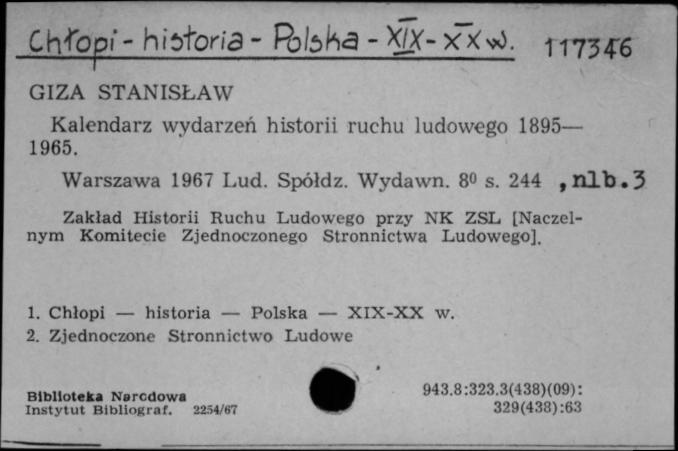 Chłopi - historia - Polska - XIX - XX w. 117346
GIZA STANISŁAW
Kalendarz wydarzeń historii ruchu ludowego 1895—
1965.
Warszawa 1967 Lud. Spółdz. Wydawn. 8⁰ s. 244 , nlb. 3
Zakład Historii Ruchu Ludowego przy NK ZSL [Naczel-
nym Komitecie Zjednoczonego Stronnictwa Ludowego].
1. Chłopi — historia — Polska — XIX-XX w.
2. Zjednoczone Stronnictwo Ludowe
Biblioteka Narodowa
Instytut Bibliograf. 2254/67
943.8:323.3(438)(09):
329(438):63